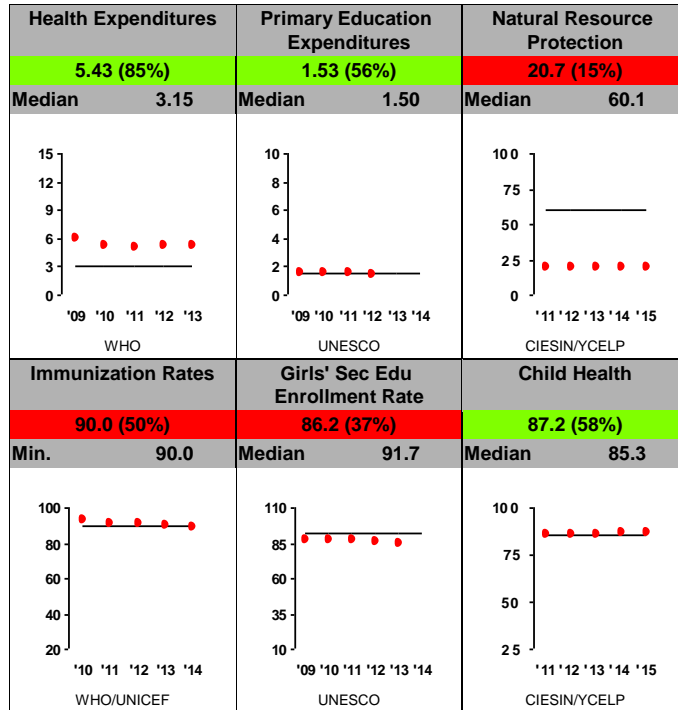 Health Expenditures
5.43 (85%)
Median 3.15
15
12
9
6
3
0
'09 '10 '11 '12 '13
WHO
Primary Education
Expenditures
1.53 (56%)
Median 1.50
10
8
6
4
2
0
'09 '10 '11 '12 '13 '14
UNESCO
Natural Resource
Protection
20.7 (15%)
Median 60.1
100
75
50
25
0
'11 '12 '13 '14 '15
CIESIN/YCELP
Immunization Rates
90.0 (50%)
Min. 90.0
100
80
60
40
20
'10 '11 '12 '13 '14
WHO/UNICEF
Girls' Sec Edu
Enrollment Rate
86.2 (37%)
Median 91.7
110
85
60
35
10
'09 '10 '11 '12 '13 '14
UNESCO
Child Health
87.2 (58%)
Median 85.3
100
75
50
25
'11 '12 '13 '14 '15
CIESIN/YCELP